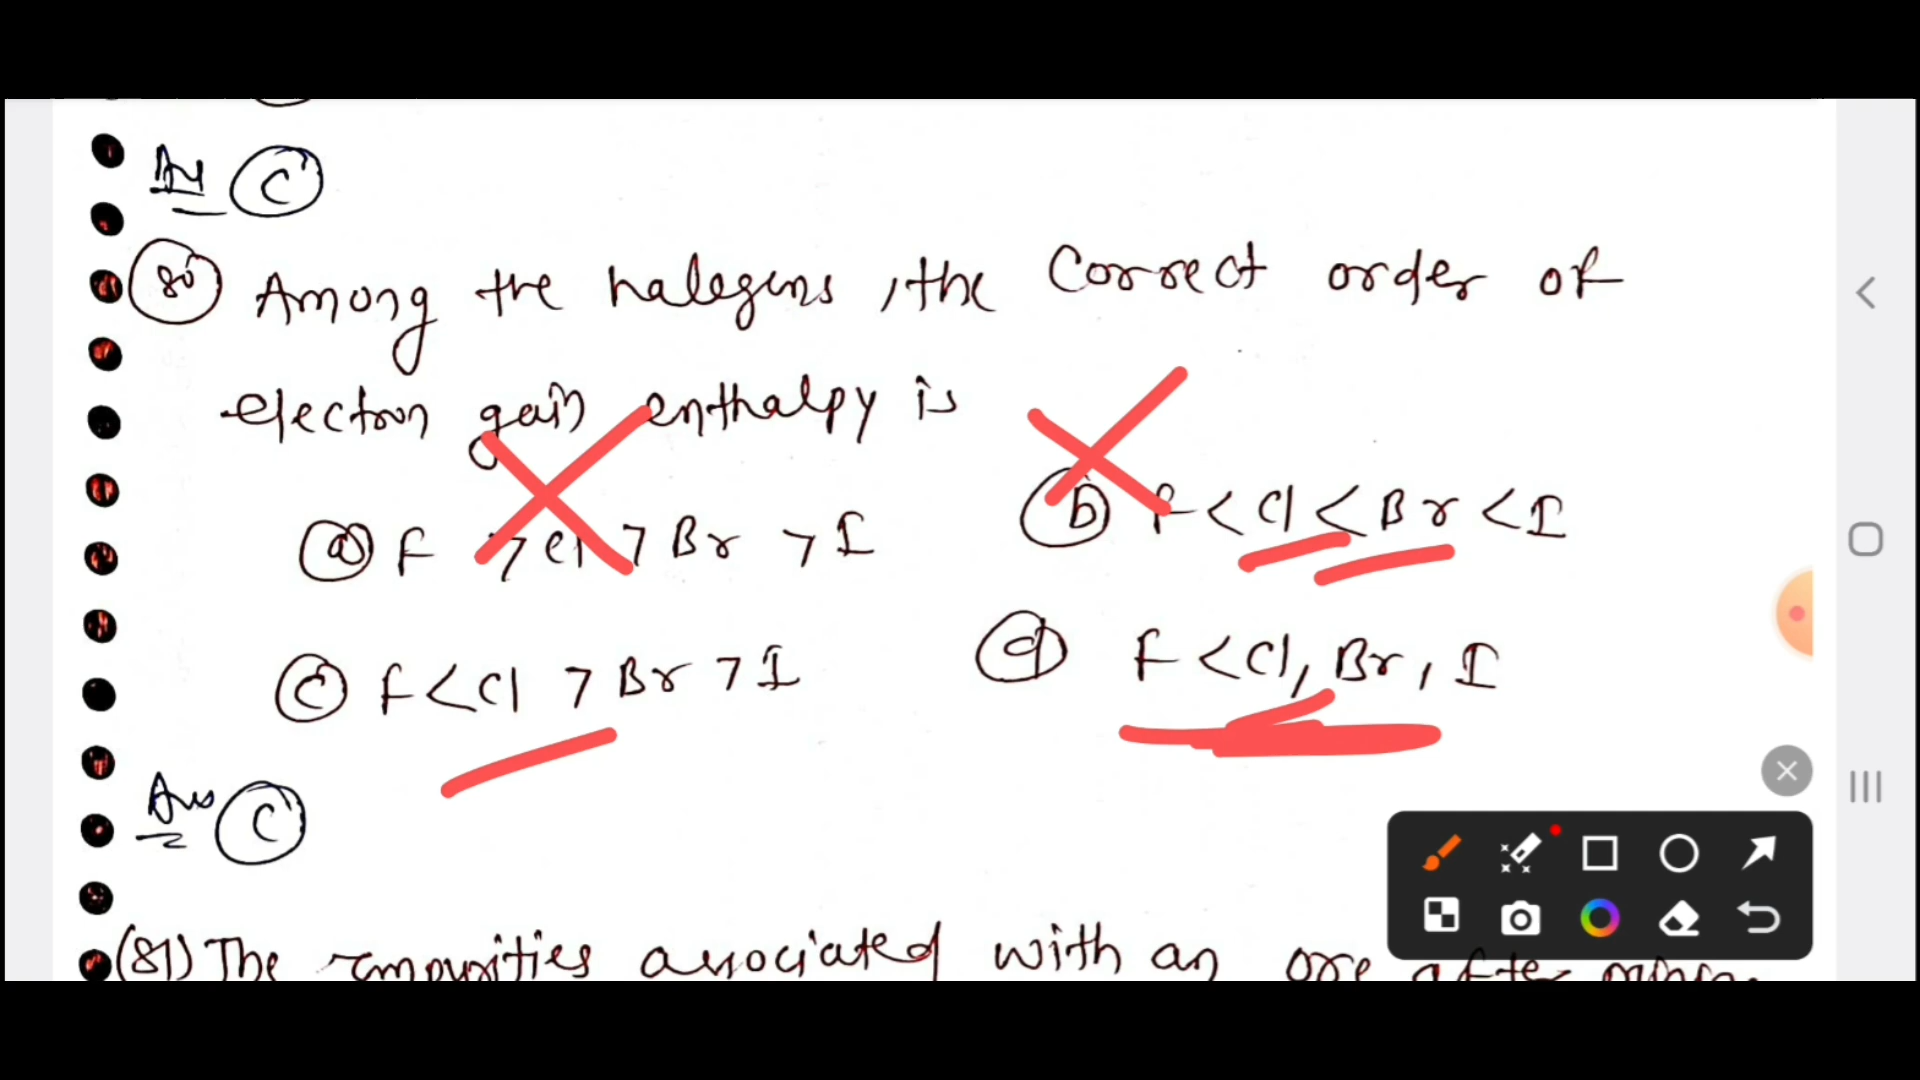 Ans (C)
(80) Among the halogens, the Correct order of
electron gain enthalpy is
(a) F > Cl > Br > I
(b) F < Cl < Br < I
(c) F < Cl > Br > I
(d) F < Cl, Br, I
Ans (C)
(81) The impurities associated with an ore after